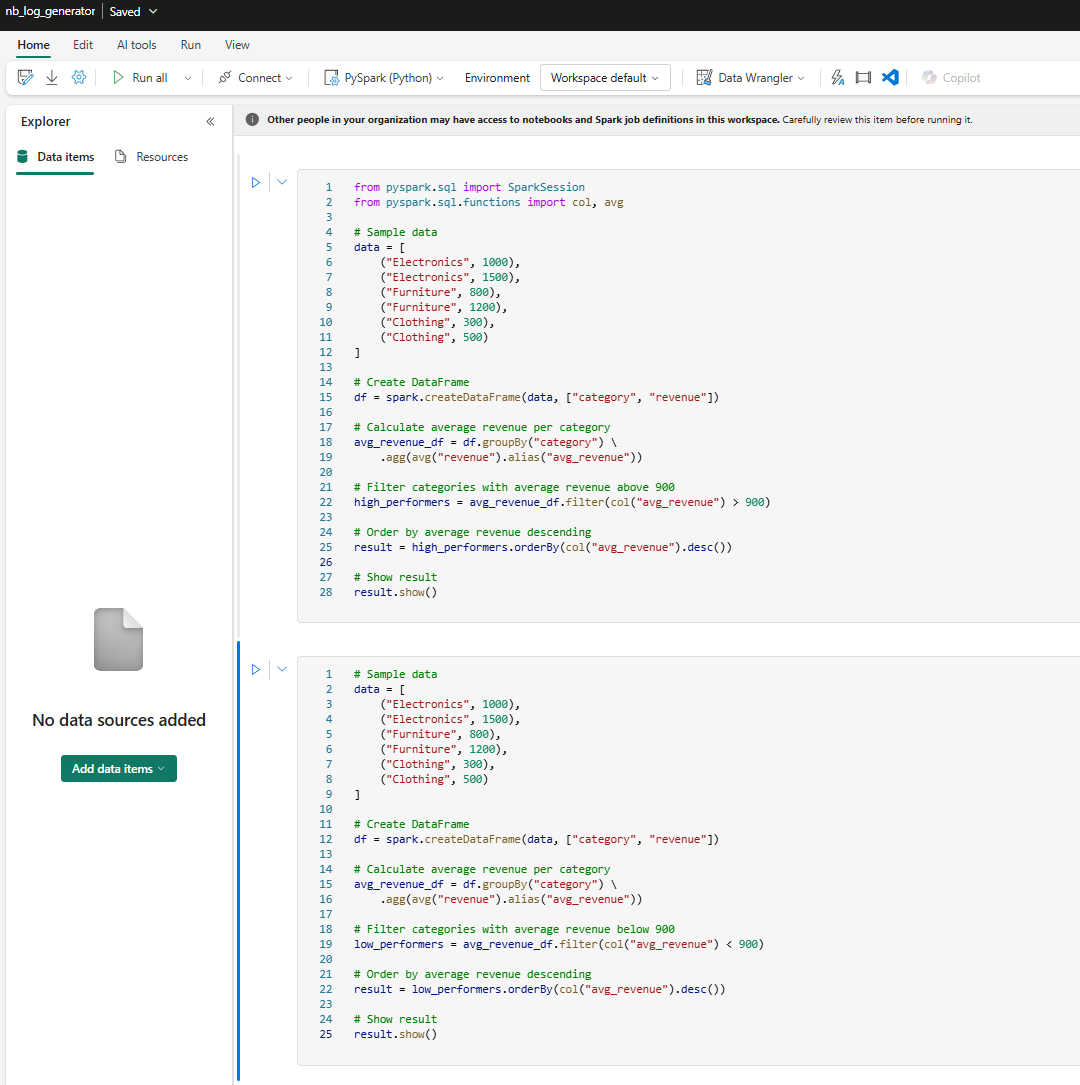 nb_log_generator Saved
Home Edit AI tools Run View
Run all Connect PySpark (Python) Environment Workspace default Data Wrangler Copilot
Explorer
Data items Resources
No data sources added
Add data items
Other people in your organization may have access to notebooks and Spark job definitions in this workspace. Carefully review this item before running it.
1 from pyspark.sql import SparkSession
2 from pyspark.sql.functions import col, avg
3
4 # Sample data
5 data = [
6     ("Electronics", 1000),
7     ("Electronics", 1500),
8     ("Furniture", 800),
9     ("Furniture", 1200),
10     ("Clothing", 300),
11     ("Clothing", 500)
12 ]
13
14 # Create DataFrame
15 df = spark.createDataFrame(data, ["category", "revenue"])
16
17 # Calculate average revenue per category
18 avg_revenue_df = df.groupBy("category") \
19     .agg(avg("revenue").alias("avg_revenue"))
20
21 # Filter categories with average revenue above 900
22 high_performers = avg_revenue_df.filter(col("avg_revenue") > 900)
23
24 # Order by average revenue descending
25 result = high_performers.orderBy(col("avg_revenue").desc())
26
27 # Show result
28 result.show()
1 # Sample data
2 data = [
3     ("Electronics", 1000),
4     ("Electronics", 1500),
5     ("Furniture", 800),
6     ("Furniture", 1200),
7     ("Clothing", 300),
8     ("Clothing", 500)
9 ]
10
11 # Create DataFrame
12 df = spark.createDataFrame(data, ["category", "revenue"])
13
14 # Calculate average revenue per category
15 avg_revenue_df = df.groupBy("category") \
16     .agg(avg("revenue").alias("avg_revenue"))
17
18 # Filter categories with average revenue below 900
19 low_performers = avg_revenue_df.filter(col("avg_revenue") < 900)
20
21 # Order by average revenue descending
22 result = low_performers.orderBy(col("avg_revenue").desc())
23
24 # Show result
25 result.show()